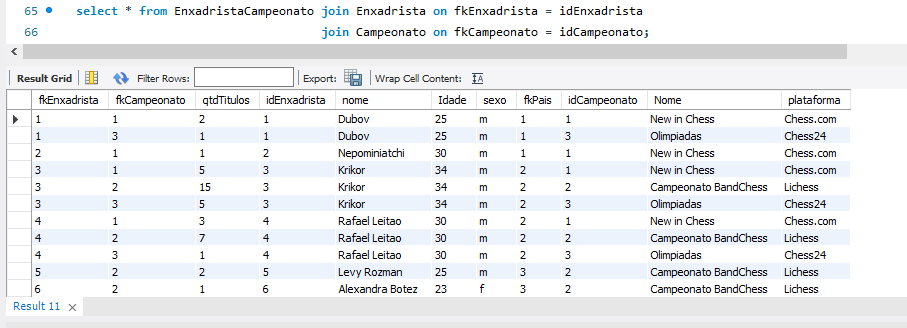 65 select * from EnxadristaCampeonato join Enxadrista on fkEnxadrista = idEnxadrista
66 join Campeonato on fkCampeonato = idCampeonato;
Result Grid Filter Rows: Export: Wrap Cell Content: IA
fkEnxadrista fkCampeonato qtdTitulos idEnxadrista nome Idade sexo fkPais idCampeonato Nome plataforma
1 1 2 1 Dubov 25 m 1 1 New in Chess Chess.com
1 3 1 1 Dubov 25 m 1 3 Olimpiadas Chess24
2 1 1 2 Nepominiatchi 30 m 1 1 New in Chess Chess.com
3 1 5 3 Krikor 34 m 2 1 New in Chess Chess.com
3 2 15 3 Krikor 34 m 2 2 Campeonato BandChess Lichess
3 3 5 3 Krikor 34 m 2 3 Olimpiadas Chess24
4 1 3 4 Rafael Leitao 30 m 2 1 New in Chess Chess.com
4 2 7 4 Rafael Leitao 30 m 2 2 Campeonato BandChess Lichess
4 3 1 4 Rafael Leitao 30 m 2 3 Olimpiadas Chess24
5 2 2 5 Levy Rozman 25 m 3 2 Campeonato BandChess Lichess
6 2 1 6 Alexandra Botez 23 f 3 2 Campeonato BandChess Lichess
Result 11